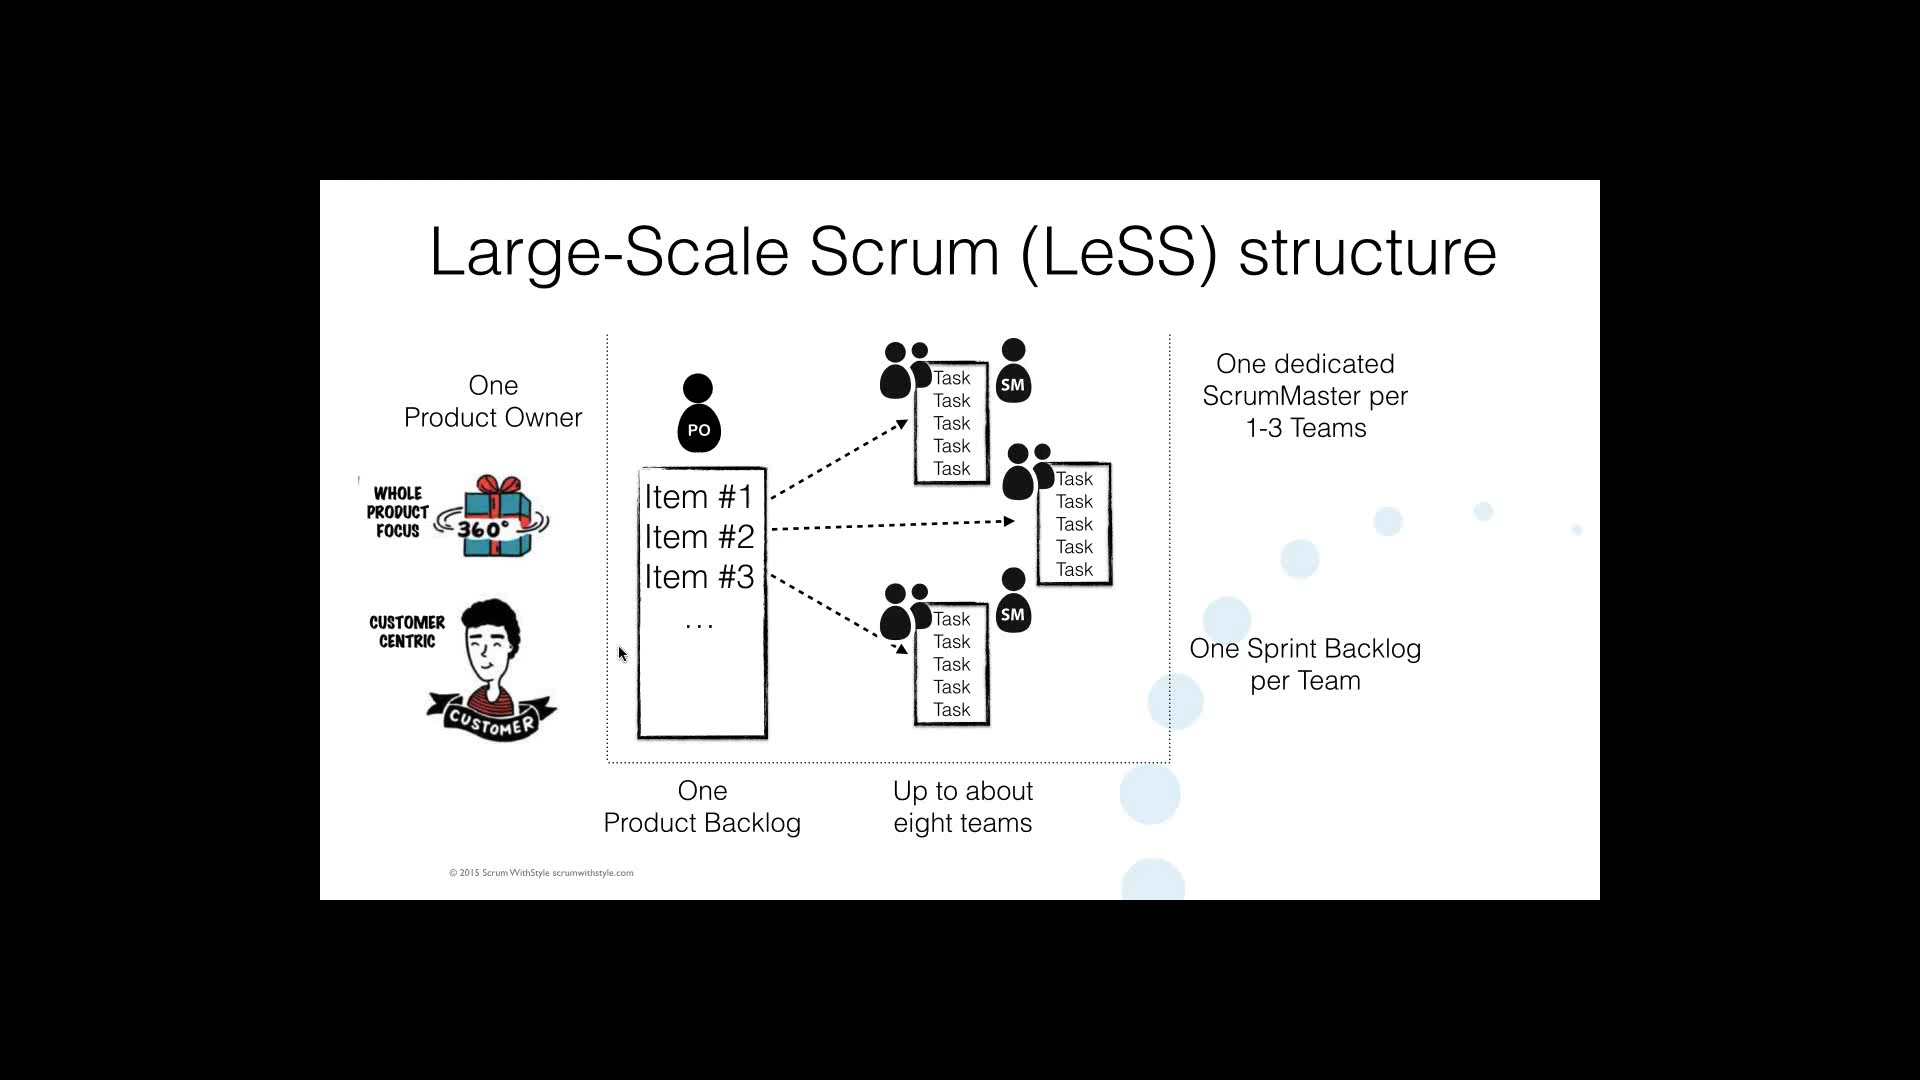 Large-Scale Scrum (LeSS) structure
One
Product Owner
WHOLE
PRODUCT
FOCUS
360°
CUSTOMER
CENTRIC
CUSTOMER
PO
Item #1
Item #2
Item #3
...
One
Product Backlog
Task
Task
Task
Task
Task
SM
Task
Task
Task
Task
Task
Task
Task
Task
Task
Task
SM
Up to about
eight teams
One dedicated
ScrumMaster per
1-3 Teams
One Sprint Backlog
per Team
© 2015 Scrum WithStyle scrumwithstyle.com